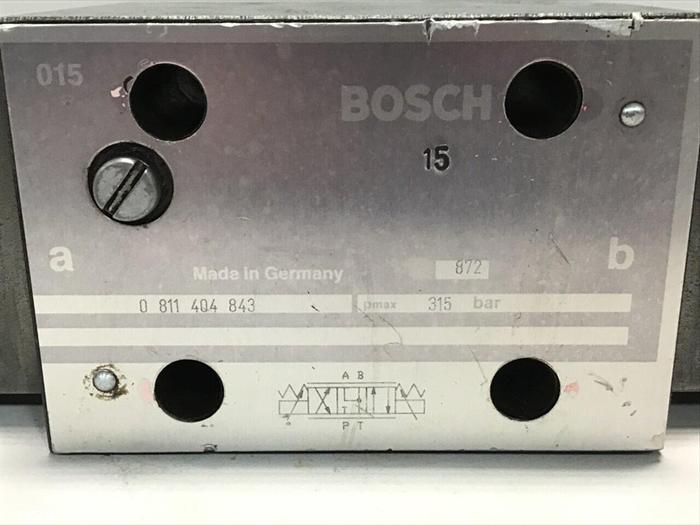 015
BOSCH
15
a
b
Made in Germany
872
0 811 404 843 pmax 315 bar
A B
T
P T